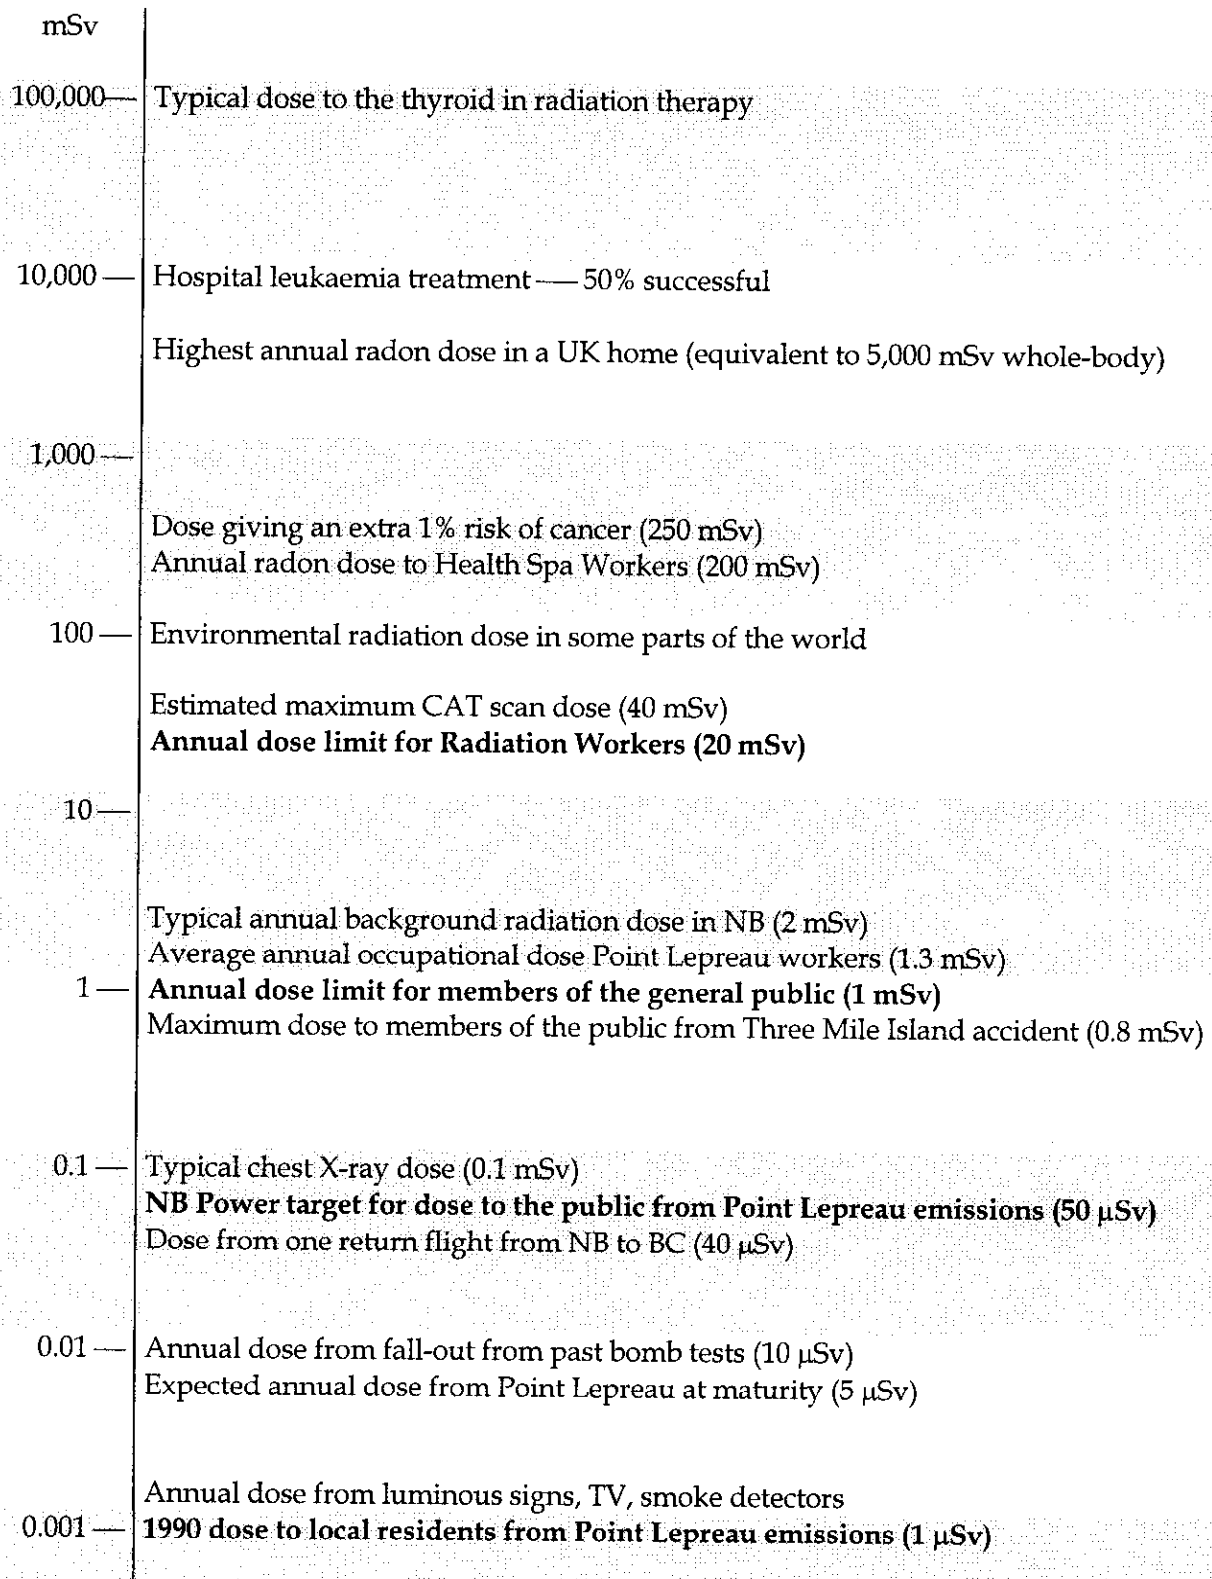 mSv
100,000 — Typical dose to the thyroid in radiation therapy
10,000 — Hospital leukaemia treatment — 50% successful
Highest annual radon dose in a UK home (equivalent to 5,000 mSv whole-body)
1,000 —
Dose giving an extra 1% risk of cancer (250 mSv)
Annual radon dose to Health Spa Workers (200 mSv)
100 — Environmental radiation dose in some parts of the world
Estimated maximum CAT scan dose (40 mSv)
Annual dose limit for Radiation Workers (20 mSv)
10 —
Typical annual background radiation dose in NB (2 mSv)
Average annual occupational dose Point Lepreau workers (1.3 mSv)
1 — Annual dose limit for members of the general public (1 mSv)
Maximum dose to members of the public from Three Mile Island accident (0.8 mSv)
0.1 — Typical chest X-ray dose (0.1 mSv)
NB Power target for dose to the public from Point Lepreau emissions (50 µSv)
Dose from one return flight from NB to BC (40 µSv)
0.01 — Annual dose from fall-out from past bomb tests (10 µSv)
Expected annual dose from Point Lepreau at maturity (5 µSv)
Annual dose from luminous signs, TV, smoke detectors
0.001 — 1990 dose to local residents from Point Lepreau emissions (1 µSv)